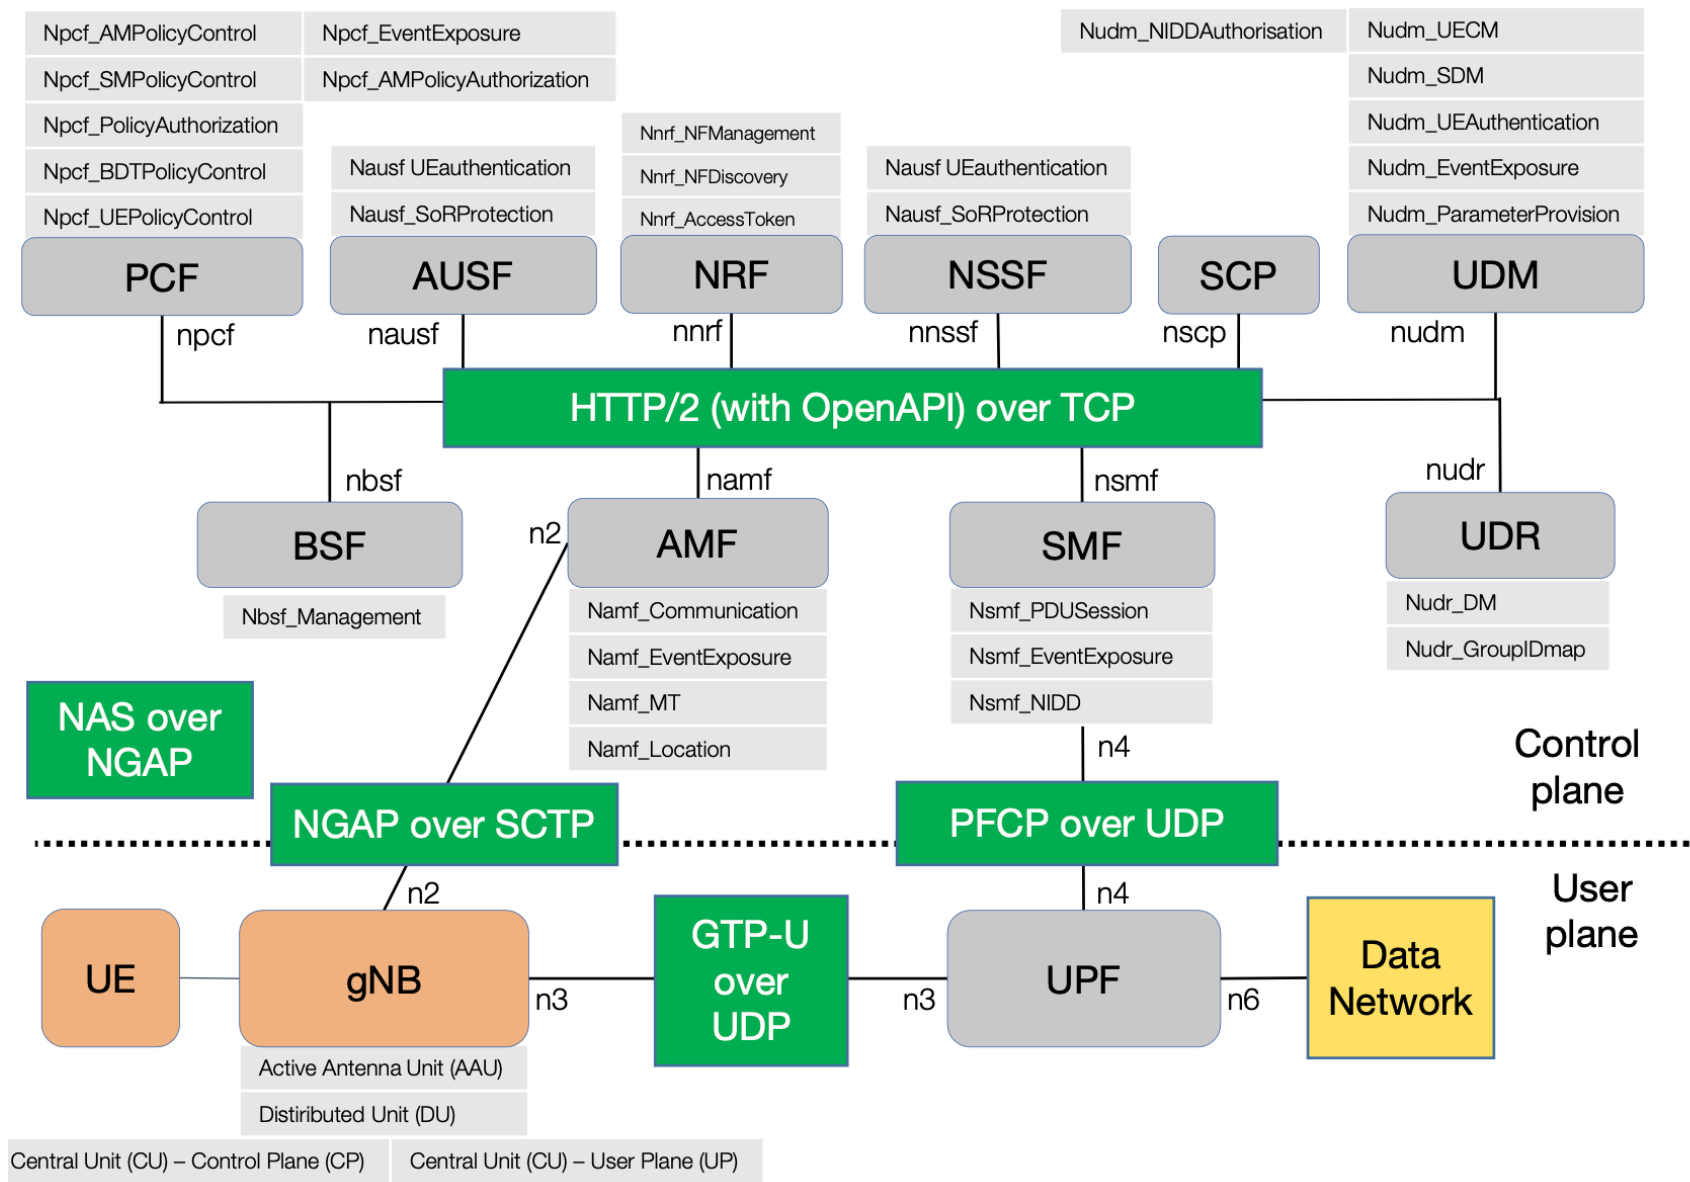 Npcf_AMPolicyControl
Npcf_EventExposure
Nudm_NIDDAuthorisation
Nudm_UECM
Npcf_SMPolicyControl
Npcf_AMPolicyAuthorization
Nudm_SDM
Npcf_PolicyAuthorization
Nnrf_NFManagement
Nudm_UEAuthentication
Npcf_BDTPolicyControl
Nausf UEauthentication
Nnrf_NFDiscovery
Nausf UEauthentication
Nudm_EventExposure
Npcf_UEPolicyControl
Nausf_SoRProtection
Nnrf_AccessToken
Nausf_SoRProtection
Nudm_ParameterProvision
PCF
AUSF
NRF
NSSF
SCP
UDM
npcf
nausf
nnrf
nnssf
nscp
nudm
HTTP/2 (with OpenAPI) over TCP
nbsf
namf
nsmf
nudr
BSF
n2
AMF
SMF
UDR
Nbsf_Management
Namf_Communication
Nsmf_PDUSession
Nudr_DM
Namf_EventExposure
Nsmf_EventExposure
Nudr_GroupIDmap
Namf_MT
Nsmf_NIDD
Namf_Location
NAS over
NGAP
n4
Control
plane
NGAP over SCTP
PFCP over UDP
n2
n4
User
plane
UE
gNB
n3
GTP-U
over
UDP
n3
UPF
n6
Data
Network
Active Antenna Unit (AAU)
Distiributed Unit (DU)
Central Unit (CU) – Control Plane (CP)
Central Unit (CU) – User Plane (UP)